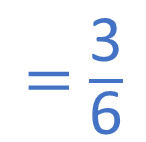 = 3/6